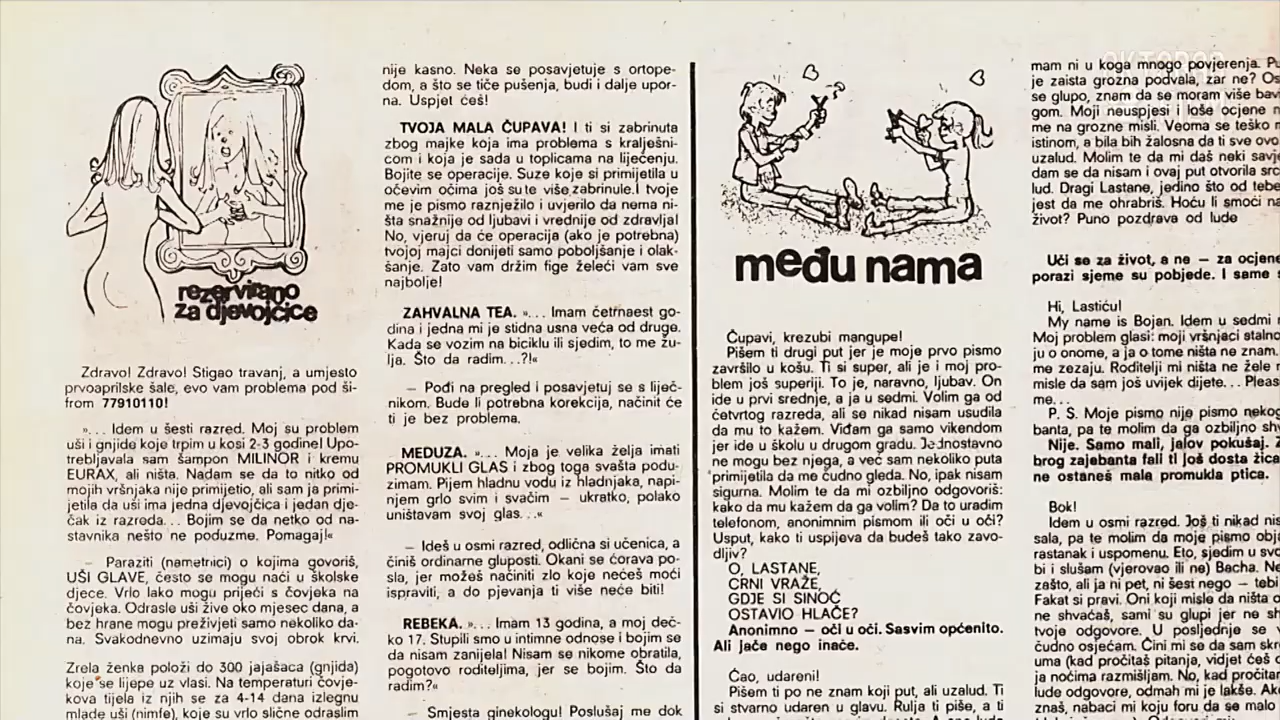 rezervirano
za djevojčice
Zdravo! Zdravo! Stigao travanj, a umjesto
prvoaprilske šale, evo vam problema pod ši-
from 77910110!
»... Idem u šesti razred. Moj su problem
uši i gnjide koje trpim u kosi 2-3 godine! Upo-
trebljavala sam šampon MILINOR i kremu
EURAX, ali ništa. Nadam se da to nitko od
mojih vršnjaka nije primijetio, ali sam ja primi-
jetila da uši ima jedna djevojčica i jedan dje-
čak iz razreda... Bojim se da netko od na-
stavnika nešto ne poduzme. Pomagaj!«
— Paraziti (nametnici) o kojima govoriš,
UŠI GLAVE, često se mogu naći u školske
djece. Vrlo lako mogu prijeći s čovjeka na
čovjeka. Odrasle uši žive oko mjesec dana, a
bez hrane mogu preživjeti samo nekoliko da-
na. Svakodnevno uzimaju svoj obrok krvi.
Zrela ženka položi do 300 jajašaca (gnjida)
koje se lijepe uz vlasi. Na temperaturi čovje-
kova tijela iz njih se za 4-14 dana izlegnu
mlade uši (nimfe), koje su vrlo slične odraslim
nije kasno. Neka se posavjetuje s ortope-
dom, a što se tiče pušenja, budi i dalje upor-
na. Uspjet ćeš!
TVOJA MALA ČUPAVA! I ti si zabrinuta
zbog majke koja ima problema s kralješni-
com i koja je sada u toplicama na liječenju.
Bojite se operacije. Suze koje si primijetila u
očevim očima još su te više zabrinule. I tvoje
me je pismo raznježilo i uvjerilo da nema ni-
šta snažnije od ljubavi i vrednije od zdravlja!
No, vjeruj da će operacija (ako je potrebna)
tvojoj majci donijeti samo poboljšanje i olak-
šanje. Zato vam držim fige želeći vam sve
najbolje!
ZAHVALNA TEA. »... Imam četrnaest go-
dina i jedna mi je stidna usna veća od druge.
Kada se vozim na biciklu ili sjedim, to me žu-
lja. Što da radim...?!«
— Pođi na pregled i posavjetuj se s liječ-
nikom. Bude li potrebna korekcija, načinit će
ti je bez problema.
MEDUZA. »... Moja je velika želja imati
PROMUKLI GLAS i zbog toga svašta podu-
zimam. Pijem hladnu vodu iz hladnjaka, napi-
njem grlo svim i svačim — ukratko, polako
uništavam svoj glas...«
— Ideš u osmi razred, odlična si učenica, a
činiš ordinarne gluposti. Okani se ćorava po-
sla, jer možeš načiniti zlo koje nećeš moći
ispraviti, a do pjevanja ti više neće biti!
REBEKA. »... Imam 13 godina, a moj deč-
ko 17. Stupili smo u intimne odnose i bojim se
da nisam zanijela! Nisam se nikome obratila,
pogotovo roditeljima, jer se bojim. Što da
radim?«
— Smjesta ginekologu! Poslušaj me dok
među nama
Čupavi, krezubi mangupe!
Pišem ti drugi put jer je moje prvo pismo
završilo u košu. Ti si super, ali je i moj pro-
blem još superiji. To je, naravno, ljubav. On
ide u prvi srednje, a ja u sedmi. Volim ga od
četvrtog razreda, ali se nikad nisam usudila
da mu to kažem. Viđam ga samo vikendom
jer ide u školu u drugom gradu. Jednostavno
ne mogu bez njega, a već sam nekoliko puta
primijetila da me čudno gleda. No, ipak nisam
sigurna. Molim te da mi ozbiljno odgovoriš:
kako da mu kažem da ga volim? Da to uradim
telefonom, anonimnim pismom ili oči u oči?
Usput, kako ti uspijeva da budeš tako zavo-
dljiv?
O, LASTANE,
CRNI VRAŽE,
GDJE SI SINOĆ
OSTAVIO HLAČE?
Anonimno — oči u oči. Sasvim općenito.
Ali jače nego inače.
Ćao, udareni!
Pišem ti po ne znam koji put, ali uzalud. Ti
si stvarno udaren u glavu. Rulja ti piše, a ti
mam ni u koga mnogo povjerenja.
je zaista grozna podvala, zar ne?
se glupo, znam da se moram više
gom. Moji neuspjesi i loše ocjene
me na grozne misli. Veoma se teško
istinom, a bila bih žalosna da ti sve ovo
uzalud. Molim te da mi daš neki
dam se da nisam i ovaj put otvorila
lud. Dragi Lastane, jedino što od tebe
jest da me ohrabriš. Hoću li smoći
život? Puno pozdrava od lude
Uči se za život, a ne — za ocjene
porazi sjeme su pobjede. I same
Hi, Lastiću!
My name is Bojan. Idem u sedmi
Moj problem glasi: moji vršnjaci
ju o onome, a ja o tome ništa ne znam.
me zezaju. Roditelji mi ništa ne žele
misle da sam još uvijek dijete...
me...
P. S. Moje pismo nije pismo
banta, pa te molim da ga ozbiljno
Nije. Samo mali, jalov pokušaj.
brog zajebanta fali ti još dosta
ne ostaneš mala promukla ptica.
Bok!
Idem u osmi razred. Još ti nikad
sala, pa te molim da moje pismo
rastanak i uspomenu. Eto, sjedim u
bi i slušam (vjerovao ili ne) Bacha.
zašto, ali ja ni pet, ni šest nego — tebi
Fakat si pravi. Oni koji misle da ništa
ne shvaćaš, sami su glupi jer ne
tvoje odgovore. U posljednje se
čudno osjećam. Čini mi se da sam
uma (kad pročitaš pitanja, vidjet ćeš
ja noćima razmišljam. No, kad
lude odgovore, odmah mi je lakše.
znaš, nabaci mi koju foru da se malo